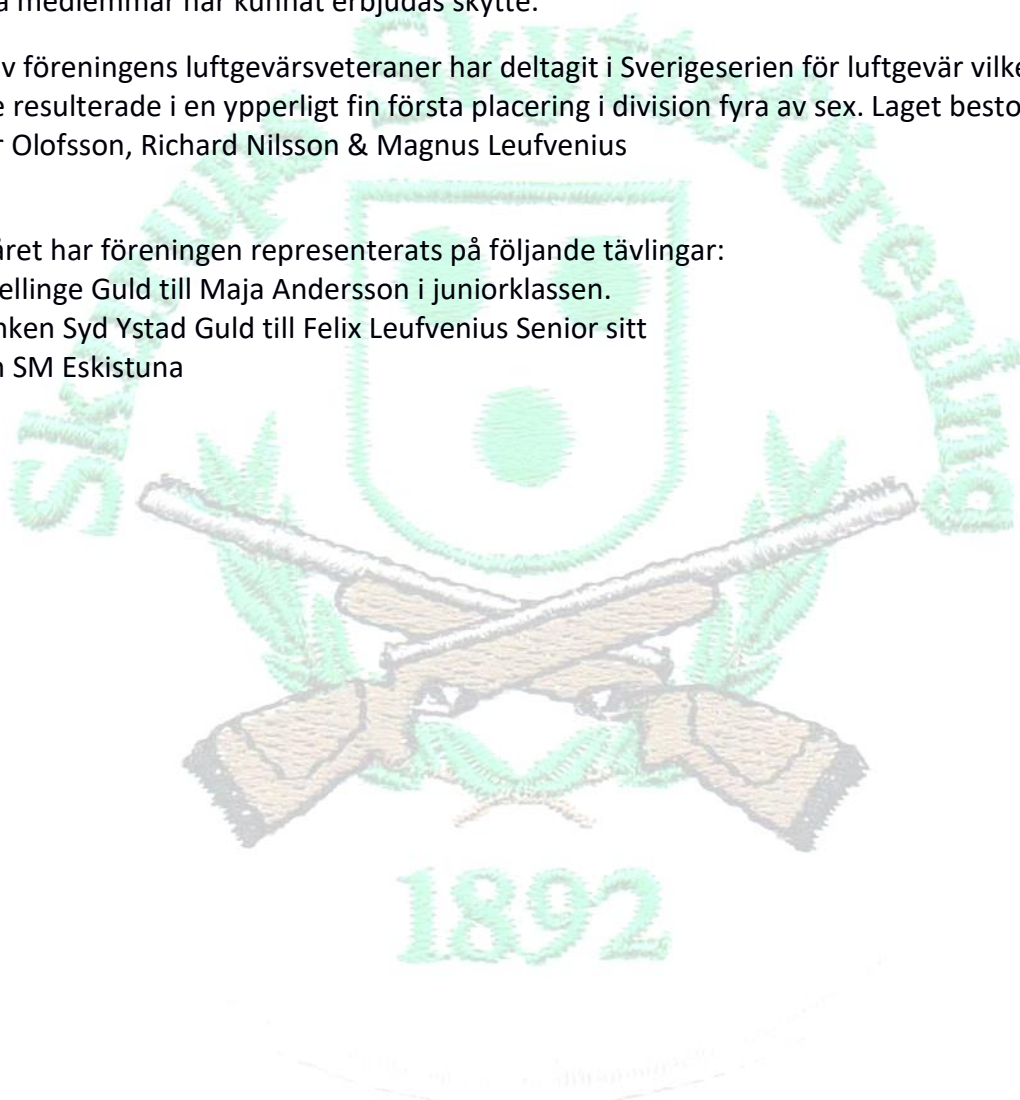 medlemmar har kunnat erbjudas skytte.
v föreningens luftgevärsveteraner har deltagit i Sverigeserien för luftgevär vilke
e resulterade i en ypperligt fin första placering i division fyra av sex. Laget besto
r Olofsson, Richard Nilsson & Magnus Leufvenius
året har föreningen representerats på följande tävlingar:
ellinge Guld till Maja Andersson i juniorklassen.
nken Syd Ystad Guld till Felix Leufvenius Senior sitt
n SM Eskistuna
Skurups Skytteförening
1892